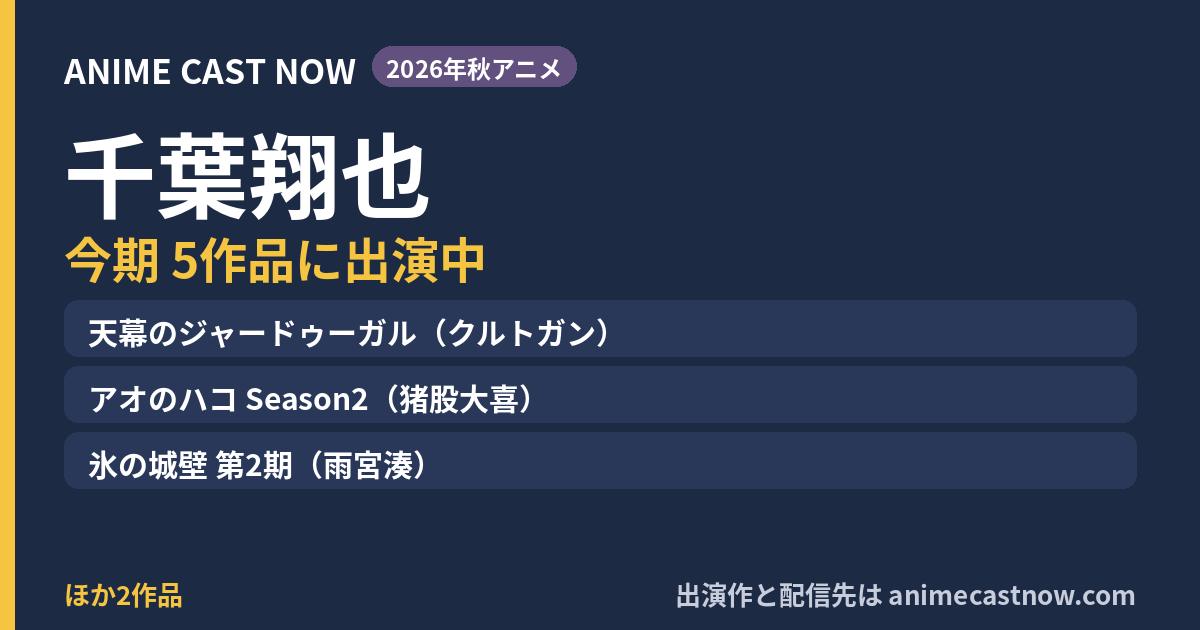 ANIME CAST NOW 2026年秋アニメ
千葉翔也
今期 5作品に出演中
天幕のジャードゥーガル（クルトガン）
アオのハコ Season2（猪股大喜）
氷の城壁 第2期（雨宮湊）
ほか2作品
出演作と配信先は animecastnow.com